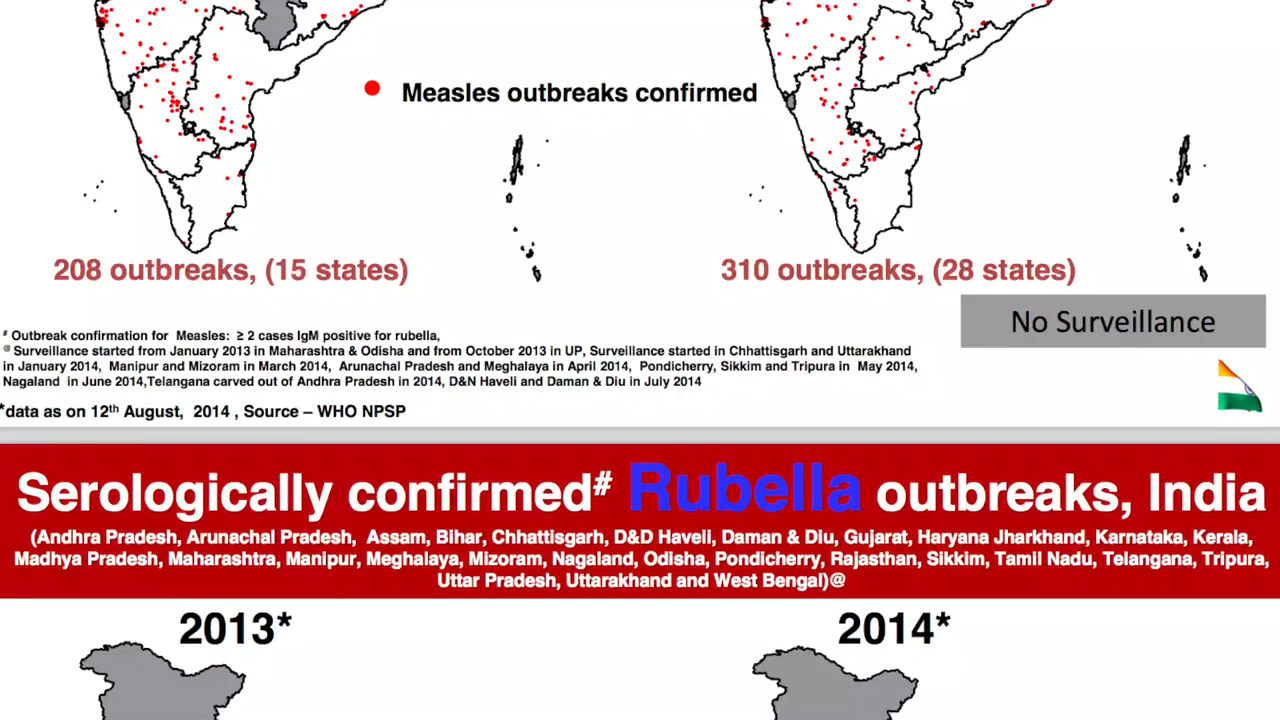 Measles outbreaks confirmed
208 outbreaks, (15 states)
310 outbreaks, (28 states)
No Surveillance
# Outbreak confirmation for Measles: ≥ 2 cases IgM positive for rubella,
@ Surveillance started from January 2013 in Maharashtra & Odisha and from October 2013 in UP, Surveillance started in Chhattisgarh and Uttarakhand
in January 2014, Manipur and Mizoram in March 2014, Arunachal Pradesh and Meghalaya in April 2014, Pondicherry, Sikkim and Tripura in May 2014,
Nagaland in June 2014,Telangana carved out of Andhra Pradesh in 2014, D&N Haveli and Daman & Diu in July 2014
*data as on 12th August, 2014 , Source – WHO NPSP
Serologically confirmed# Rubella outbreaks, India
(Andhra Pradesh, Arunachal Pradesh, Assam, Bihar, Chhattisgarh, D&D Haveli, Daman & Diu, Gujarat, Haryana Jharkhand, Karnataka, Kerala,
Madhya Pradesh, Maharashtra, Manipur, Meghalaya, Mizoram, Nagaland, Odisha, Pondicherry, Rajasthan, Sikkim, Tamil Nadu, Telangana, Tripura,
Uttar Pradesh, Uttarakhand and West Bengal)@
2013*
2014*